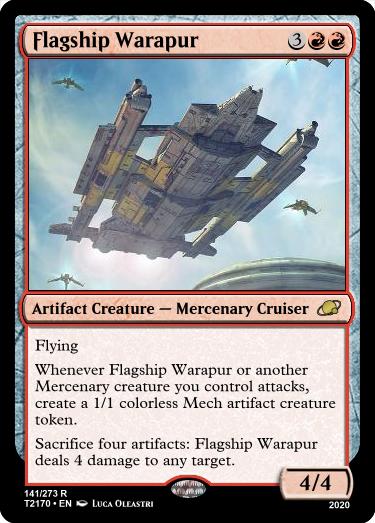 Flagship Warapur 3
Artifact Creature — Mercenary Cruiser
Flying
Whenever Flagship Warapur or another
Mercenary creature you control attacks,
create a 1/1 colorless Mech artifact creature
token.
Sacrifice four artifacts: Flagship Warapur
deals 4 damage to any target.
4/4
141/273 R
T2170 • EN Luca Oleastri
2020